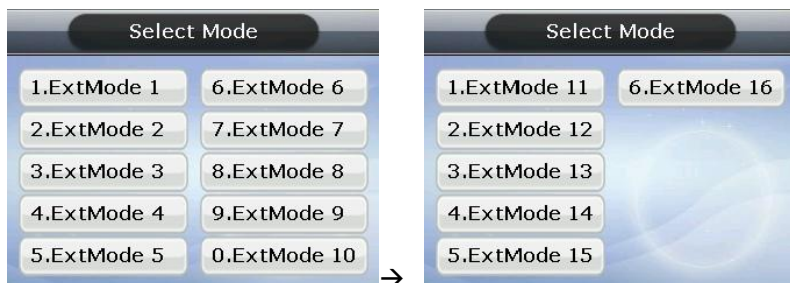 Select Mode
1.ExtMode 1
2.ExtMode 2
3.ExtMode 3
4.ExtMode 4
5.ExtMode 5
6.ExtMode 6
7.ExtMode 7
8.ExtMode 8
9.ExtMode 9
0.ExtMode 10
→
Select Mode
1.ExtMode 11
2.ExtMode 12
3.ExtMode 13
4.ExtMode 14
5.ExtMode 15
6.ExtMode 16